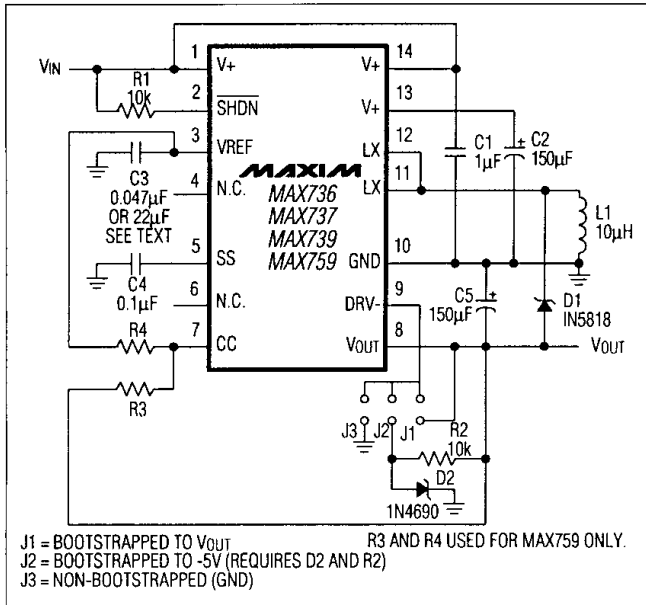 VIN
R1
10k
1
V+
2
SHDN
3
VREF
C3
0.047µF
OR 22µF
SEE TEXT
4
N.C.
5
SS
C4
0.1µF
6
N.C.
7
CC
R4
R3
MAXIM
MAX736
MAX737
MAX739
MAX759
14
V+
13
V+
12
LX
11
LX
10
GND
9
DRV-
8
VOUT
C1
1µF
C2
150µF
+
L1
10µH
C5
150µF
+
D1
IN5818
VOUT
J3
J2
J1
R2
10k
D2
1N4690
J1 = BOOTSTRAPPED TO VOUT
R3 AND R4 USED FOR MAX759 ONLY.
J2 = BOOTSTRAPPED TO -5V (REQUIRES D2 AND R2)
J3 = NON-BOOTSTRAPPED (GND)